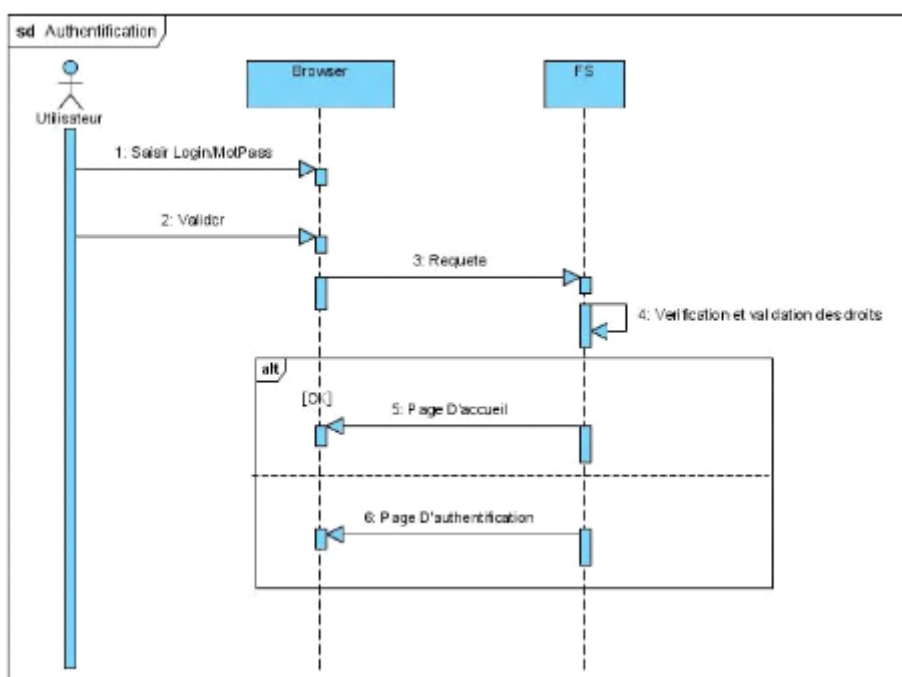 sd Authentification
Browser
FS
Utilisateur
1: Saisir Login/MotPass
2: Valider
3: Requete
4: Verification et validation des droits
alt
[OK]
5: Page D'accueil
6: Page D'authentification